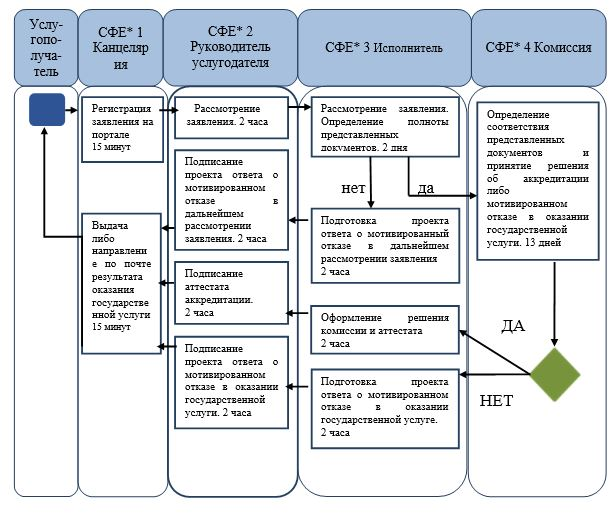 Услу-
гопо-
луча-
тель
СФЕ* 1
Канцеляр
ия
СФЕ* 2
Руководитель
услугодателя
СФЕ* 3 Исполнитель
СФЕ* 4 Комиссия
Регистрация
заявления на
портале
15 минут
Рассмотрение
заявления. 2 часа
Рассмотрение заявления.
Определение полноты
представленных
документов. 2 дня
Определение
соответствия
представленных
документов и
принятие решения
об аккредитации
либо
мотивированном
отказе в оказании
государственной
услуги. 13 дней
нет
да
Подписание
проекта ответа о
мотивированном
отказе в
дальнейшем
рассмотрении
заявления. 2 часа
Подготовка проекта
ответа о мотивированный
отказе в дальнейшем
рассмотрении заявления
2 часа
Выдача
либо
направлени
е по почте
результата
оказания
государстве
нной услуги
15 минут
Подписание
аттестата
аккредитации.
2 часа
Оформление решения
комиссии и аттестата
2 часа
ДА
НЕТ
Подписание
проекта ответа о
мотивированном
отказе в оказании
государственной
услуги. 2 часа
Подготовка проекта
ответа о мотивированном
отказе в оказании
государственной услуге.
2 часа